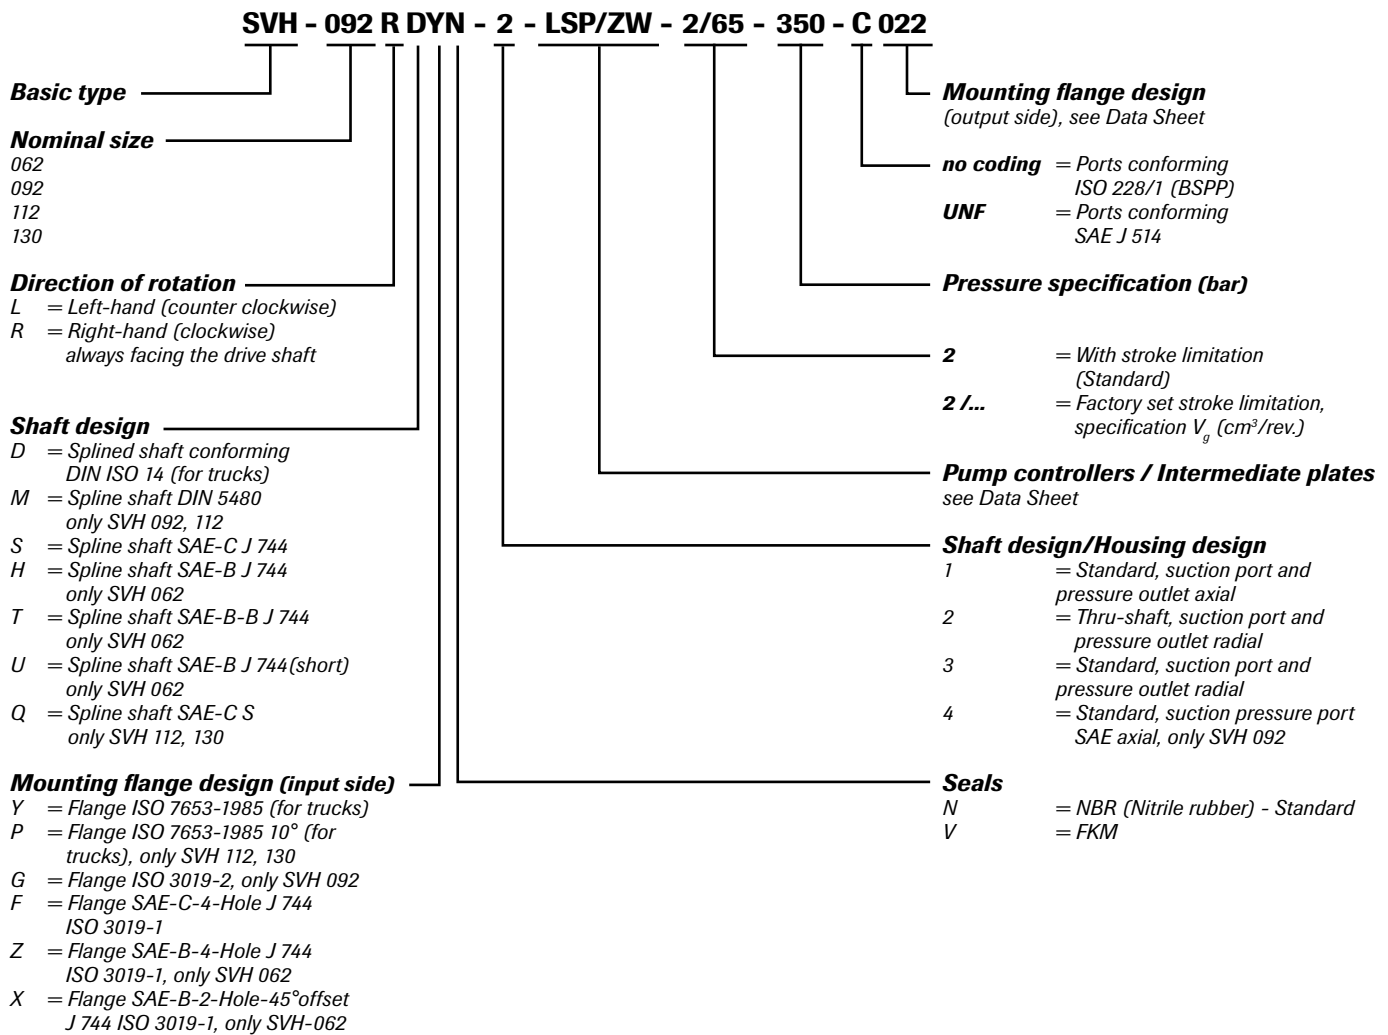 SVH - 092 R DYN - 2 - LSP/ZW - 2/65 - 350 - C 022
Basic type
Nominal size
062
092
112
130
Direction of rotation
L = Left-hand (counter clockwise)
R = Right-hand (clockwise)
always facing the drive shaft
Shaft design
D = Splined shaft conforming
DIN ISO 14 (for trucks)
M = Spline shaft DIN 5480
only SVH 092, 112
S = Spline shaft SAE-C J 744
H = Spline shaft SAE-B J 744
only SVH 062
T = Spline shaft SAE-B-B J 744
only SVH 062
U = Spline shaft SAE-B J 744(short)
only SVH 062
Q = Spline shaft SAE-C S
only SVH 112, 130
Mounting flange design (input side)
Y = Flange ISO 7653-1985 (for trucks)
P = Flange ISO 7653-1985 10° (for
trucks), only SVH 112, 130
G = Flange ISO 3019-2, only SVH 092
F = Flange SAE-C-4-Hole J 744
ISO 3019-1
Z = Flange SAE-B-4-Hole J 744
ISO 3019-1, only SVH 062
X = Flange SAE-B-2-Hole-45°offset
J 744 ISO 3019-1, only SVH-062
Mounting flange design
(output side), see Data Sheet
no coding = Ports conforming
ISO 228/1 (BSPP)
UNF = Ports conforming
SAE J 514
Pressure specification (bar)
2 = With stroke limitation
(Standard)
2 /... = Factory set stroke limitation,
specification Vg (cm³/rev.)
Pump controllers / Intermediate plates
see Data Sheet
Shaft design/Housing design
1 = Standard, suction port and
pressure outlet axial
2 = Thru-shaft, suction port and
pressure outlet radial
3 = Standard, suction port and
pressure outlet radial
4 = Standard, suction pressure port
SAE axial, only SVH 092
Seals
N = NBR (Nitrile rubber) - Standard
V = FKM